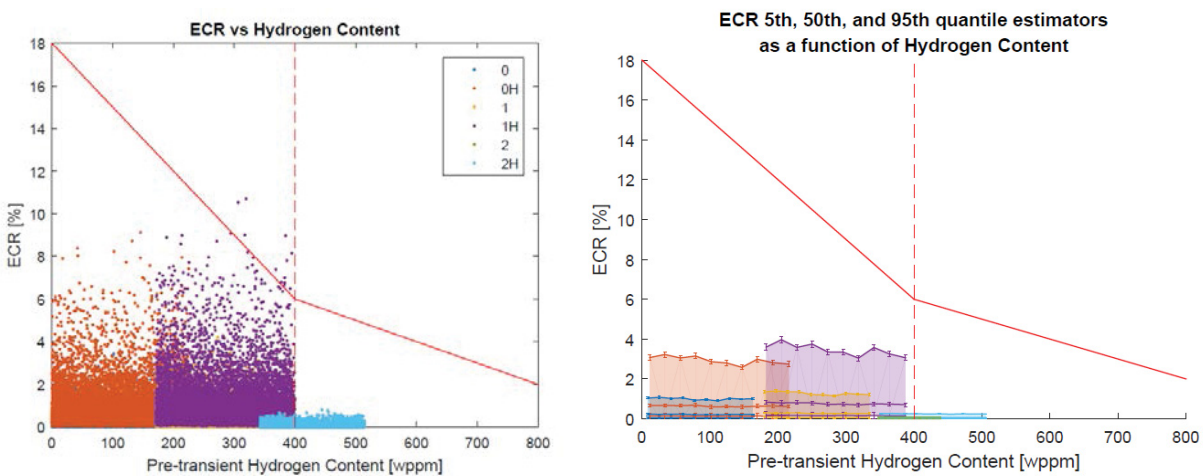 ECR vs Hydrogen Content
18
16
14
12
10
8
6
4
2
0
ECR [%]
0
0H
1
1H
2
2H
0 100 200 300 400 500 600 700 800
Pre-transient Hydrogen Content [wppm]
ECR 5th, 50th, and 95th quantile estimators
as a function of Hydrogen Content
18
16
14
12
10
8
6
4
2
0
ECR [%]
0 100 200 300 400 500 600 700 800
Pre-transient Hydrogen Content [wppm]